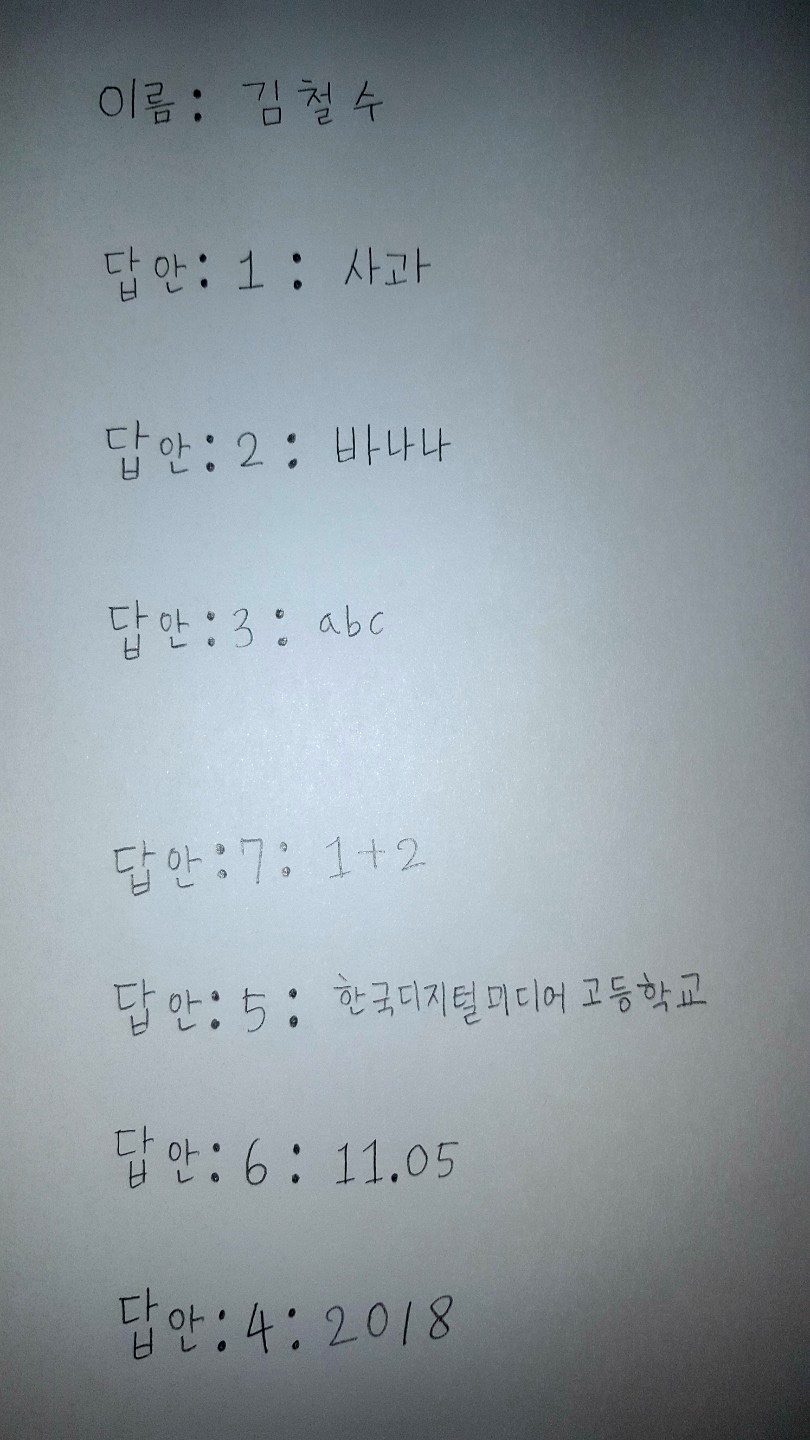 이름: 김철수
답안: 1 : 사과
답안: 2 : 바나나
답안: 3 : abc
답안: 7: 1+2
답안: 5: 한국디지털미디어 고등학교
답안: 6 : 11.05
답안: 4: 2018